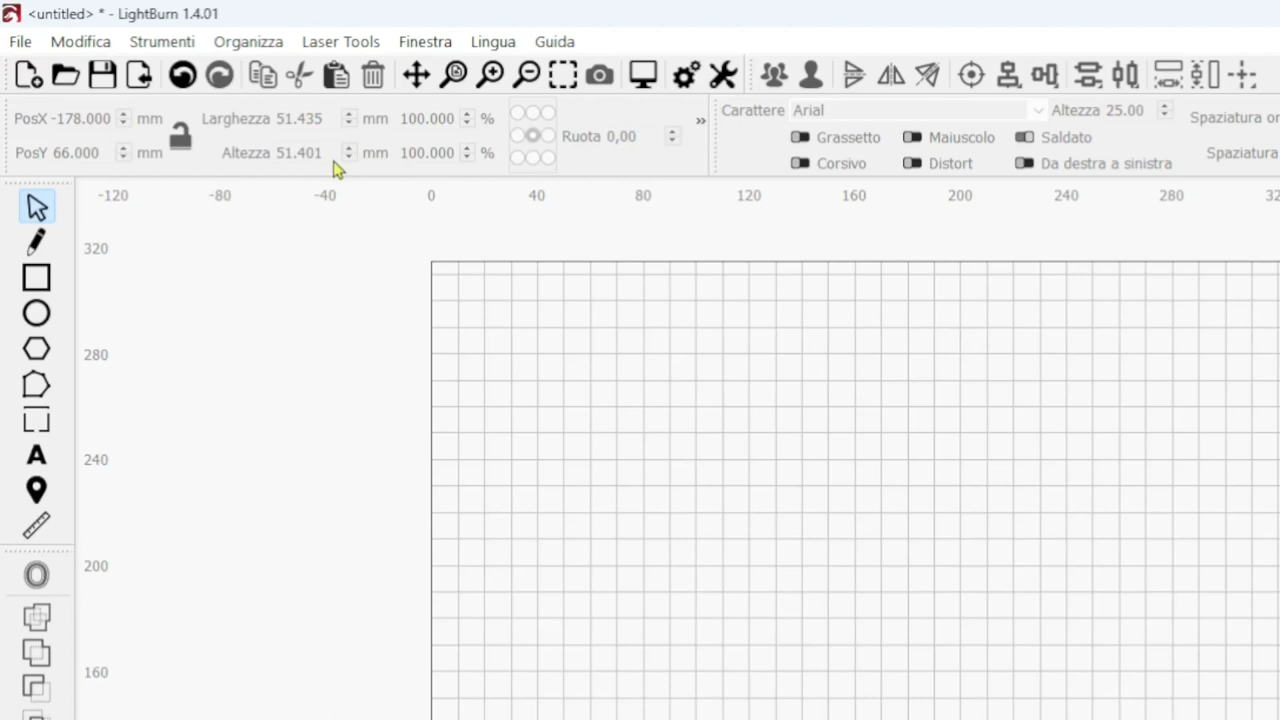 <untitled> * - LightBurn 1.4.01
File Modifica Strumenti Organizza Laser Tools Finestra Lingua Guida
PosX -178.000 mm Larghezza 51.435 mm 100.000 % Ruota 0,00 » Carattere Arial Altezza 25.00 Spaziatura
PosY 66.000 mm Altezza 51.401 mm 100.000 % Grassetto Maiuscolo Saldato Spaziatura
Corsivo Distort Da destra a sinistra
-120 -80 -40 0 40 80 120 160 200 240 280
320
280
240
200
160